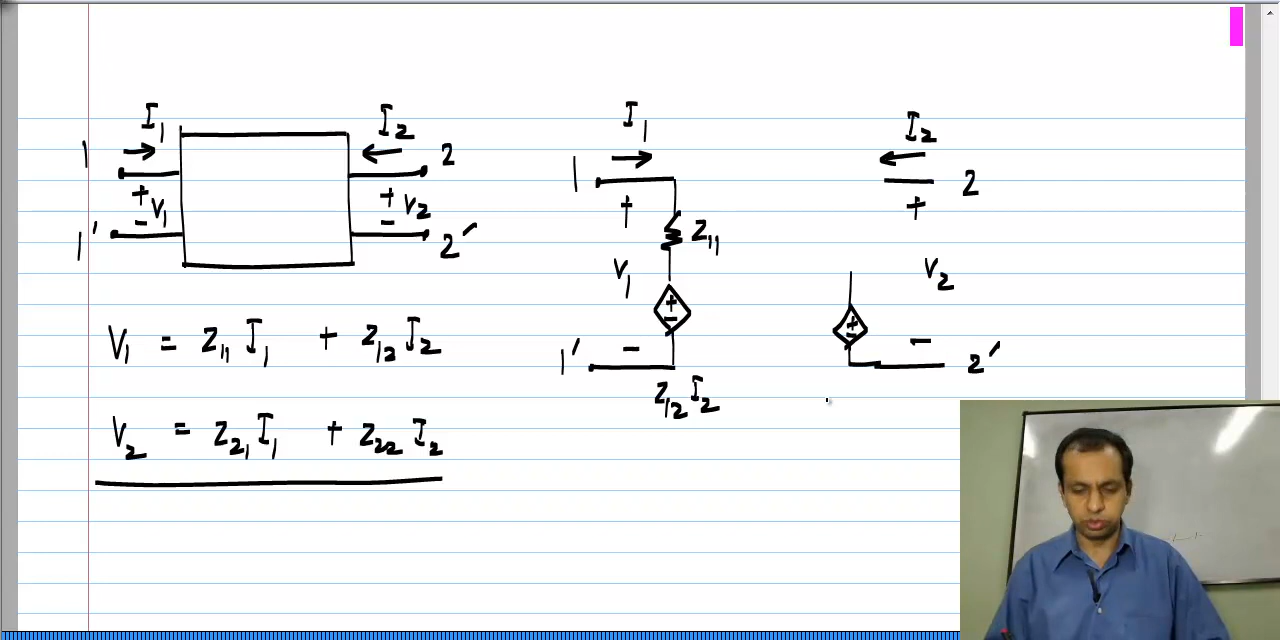 I₁ I₂
1 2
+ V₁ - + V₂ -
1′ 2′
V₁ = Z₁₁ I₁ + Z₁₂ I₂
V₂ = Z₂₁ I₁ + Z₂₂ I₂
I₁ I₂
1 2
+ +
Z₁₁
V₁ V₂
+ - + -
- -
1′ 2′
Z₁₂ I₂